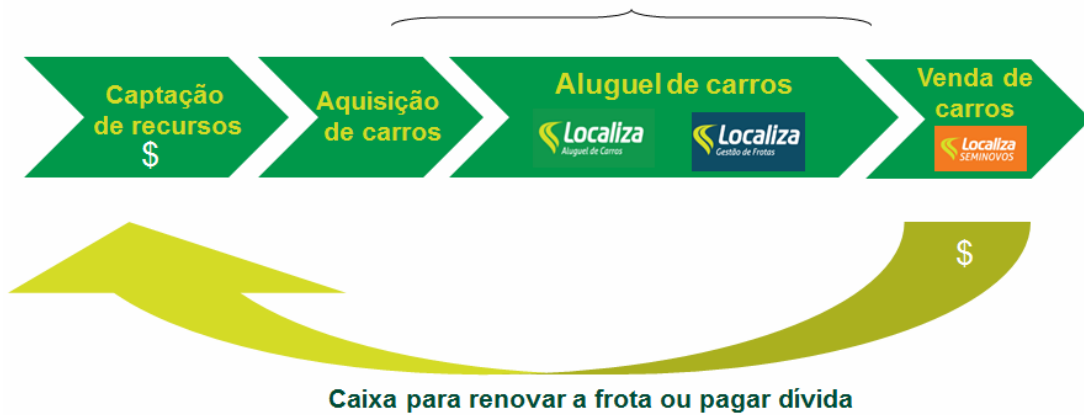 Captação
de recursos
$
Aquisição
de carros
Aluguel de carros
Localiza
Aluguel de Carros
Localiza
Gestão de Frotas
Venda de
carros
Localiza
SEMINOVOS
$
Caixa para renovar a frota ou pagar dívida